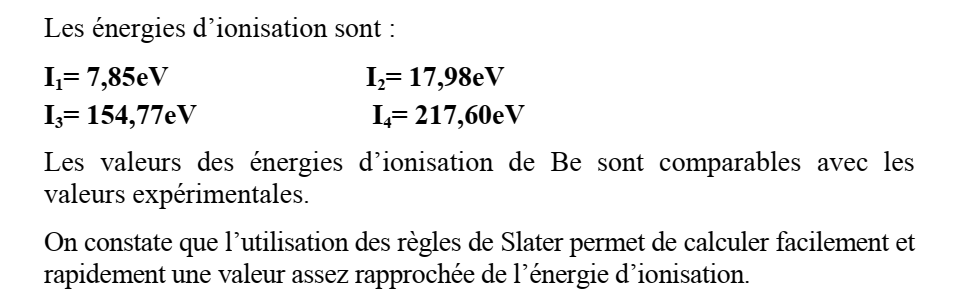 Les énergies d’ionisation sont :
I₁= 7,85eV I₂= 17,98eV
I₃= 154,77eV I₄= 217,60eV
Les valeurs des énergies d’ionisation de Be sont comparables avec les
valeurs expérimentales.
On constate que l’utilisation des règles de Slater permet de calculer facilement et
rapidement une valeur assez rapprochée de l’énergie d’ionisation.